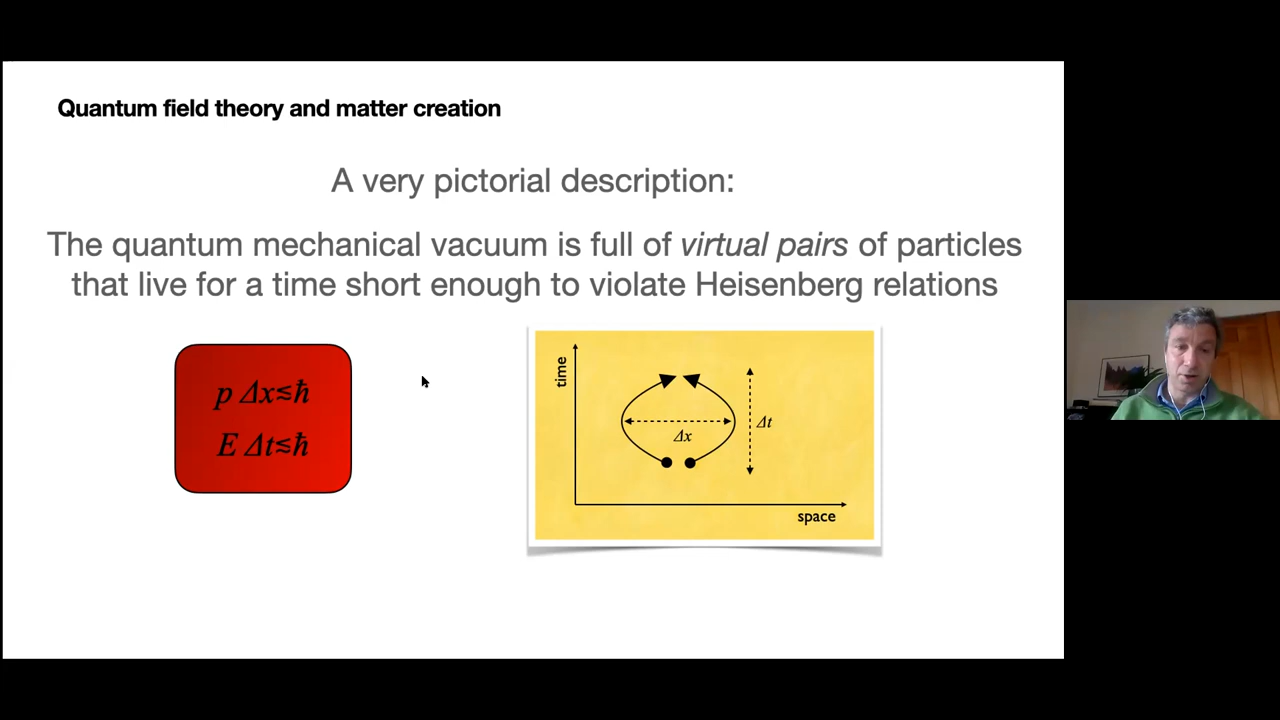 Quantum field theory and matter creation
A very pictorial description:
The quantum mechanical vacuum is full of virtual pairs of particles
that live for a time short enough to violate Heisenberg relations
p Δx≲ℏ
E Δt≲ℏ
time
Δx
Δt
space